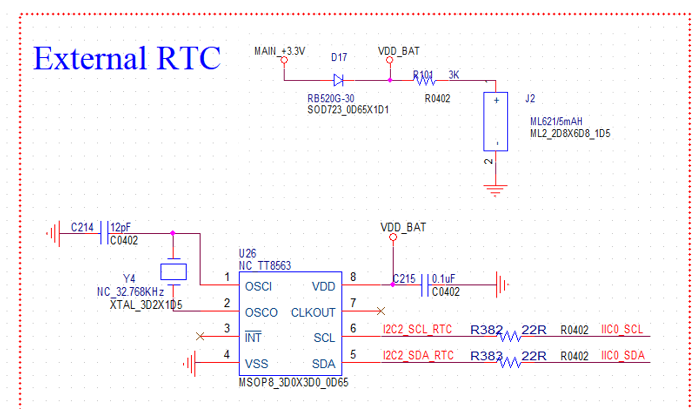 External RTC
MAIN_+3.3V
D17
VDD_BAT
RB520G-30
SOD723_0D65X1D1
R101
3K
R0402
+
-
2
J2
ML621/5mAH
ML2_2D8X6D8_1D5
C214
12pF
C0402
Y4
NC_32.768KHz
XTAL_3D2X1D5
U26
NC_TT8563
1
OSCI
2
OSCO
3
INT
4
VSS
VDD
8
CLKOUT
7
SCL
6
SDA
5
MSOP8_3D0X3D0_0D65
VDD_BAT
C215
0.1uF
C0402
I2C2_SCL_RTC
R382
22R
R0402
IIC0_SCL
I2C2_SDA_RTC
R383
22R
R0402
IIC0_SDA